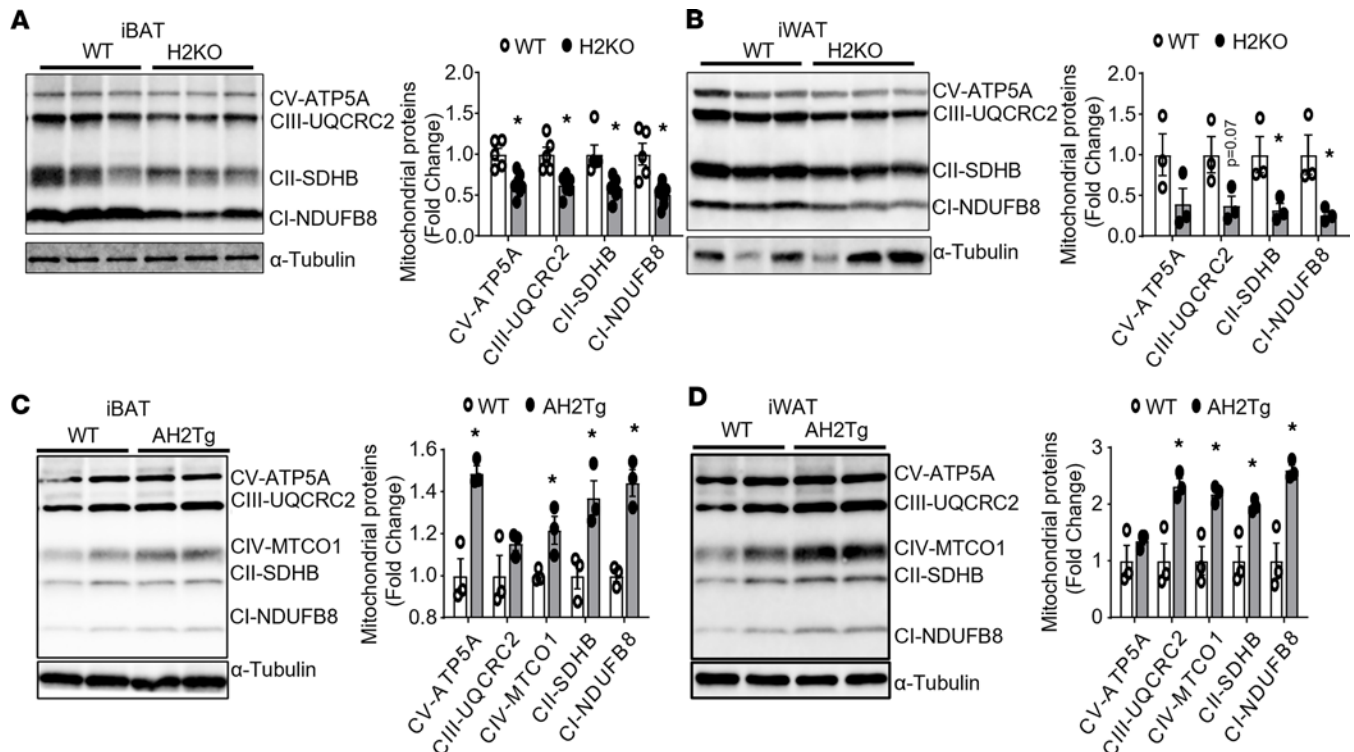 A
iBAT
WT H2KO
CV-ATP5A
CIII-UQCRC2
CII-SDHB
CI-NDUFB8
α-Tubulin
WT H2KO
Mitochondrial proteins
(Fold Change)
2.0
1.5
1.0
0.5
0.0
* * * *
CV-ATP5A
CIII-UQCRC2
CII-SDHB
CI-NDUFB8
B
iWAT
WT H2KO
CV-ATP5A
CIII-UQCRC2
CII-SDHB
CI-NDUFB8
α-Tubulin
WT H2KO
Mitochondrial proteins
(Fold Change)
2.0
1.5
1.0
0.5
0.0
p=0.07
* *
CV-ATP5A
CIII-UQCRC2
CII-SDHB
CI-NDUFB8
C
iBAT
WT AH2Tg
CV-ATP5A
CIII-UQCRC2
CIV-MTCO1
CII-SDHB
CI-NDUFB8
α-Tubulin
WT AH2Tg
Mitochondrial proteins
(Fold Change)
1.6
1.4
1.2
1.0
0.8
* * * *
CV-ATP5A
CIII-UQCRC2
CIV-MTCO1
CII-SDHB
CI-NDUFB8
D
iWAT
WT AH2Tg
CV-ATP5A
CIII-UQCRC2
CIV-MTCO1
CII-SDHB
CI-NDUFB8
α-Tubulin
WT AH2Tg
Mitochondrial proteins
(Fold Change)
3
2
1
0
* * * *
CV-ATP5A
CIII-UQCRC2
CIV-MTCO1
CII-SDHB
CI-NDUFB8